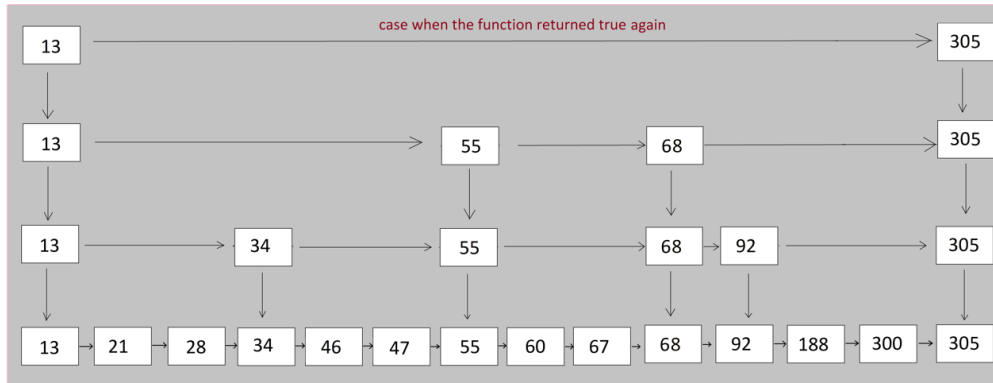 case when the function returned true again
13 305
13 55 68 305
13 34 55 68 92 305
13 21 28 34 46 47 55 60 67 68 92 188 300 305